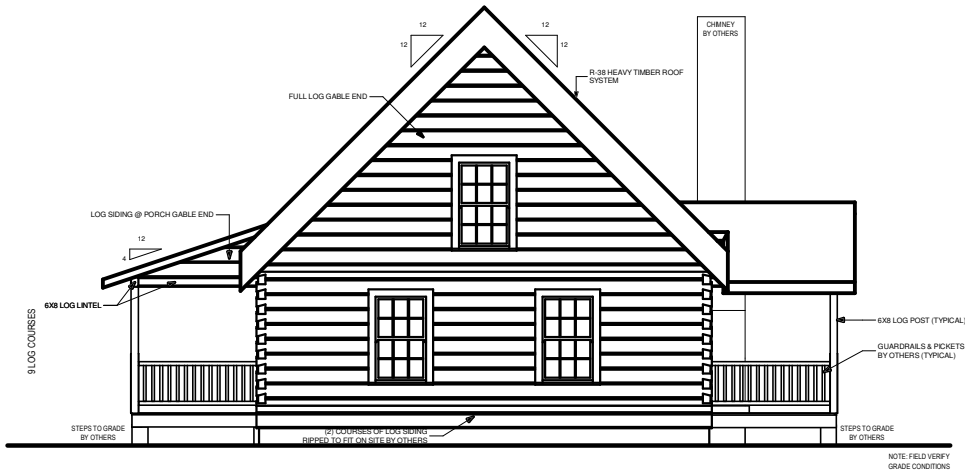 12
12
12
12
CHIMNEY
BY OTHERS
R-38 HEAVY TIMBER ROOF
SYSTEM
FULL LOG GABLE END
LOG SIDING @ PORCH GABLE END
12
4
6X8 LOG LINTEL
9 LOG COURSES
6X8 LOG POST (TYPICAL)
GUARDRAILS & PICKETS
BY OTHERS (TYPICAL)
STEPS TO GRADE
BY OTHERS
(2) COURSES OF LOG SIDING
RIPPED TO FIT ON SITE BY OTHERS
STEPS TO GRADE
BY OTHERS
NOTE: FIELD VERIFY
GRADE CONDITIONS